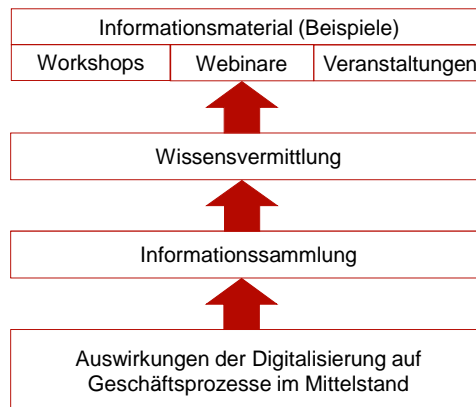 Informationsmaterial (Beispiele)
Workshops Webinare Veranstaltungen
Wissensvermittlung
Informationssammlung
Auswirkungen der Digitalisierung auf
Geschäftsprozesse im Mittelstand